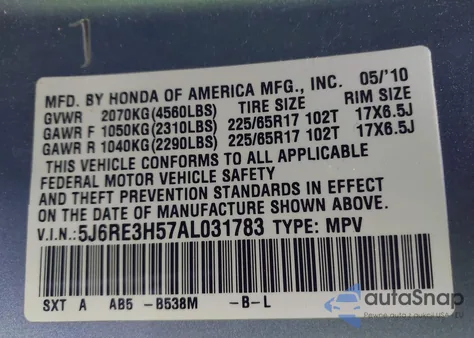 MFD. BY HONDA OF AMERICA MFG., INC. 05/'10
GVWR 2070KG(4560LBS) TIRE SIZE RIM SIZE
GAWR F 1050KG(2310LBS) 225/65R17 102T 17X6.5J
GAWR R 1040KG(2290LBS) 225/65R17 102T 17X6.5J
THIS VEHICLE CONFORMS TO ALL APPLICABLE
FEDERAL MOTOR VEHICLE SAFETY
AND THEFT PREVENTION STANDARDS IN EFFECT
ON THE DATE OF MANUFACTURE SHOWN ABOVE.
V.I.N.:5J6RE3H57AL031783 TYPE: MPV
SXT A AB5 -B538M -B-L
autoSnap